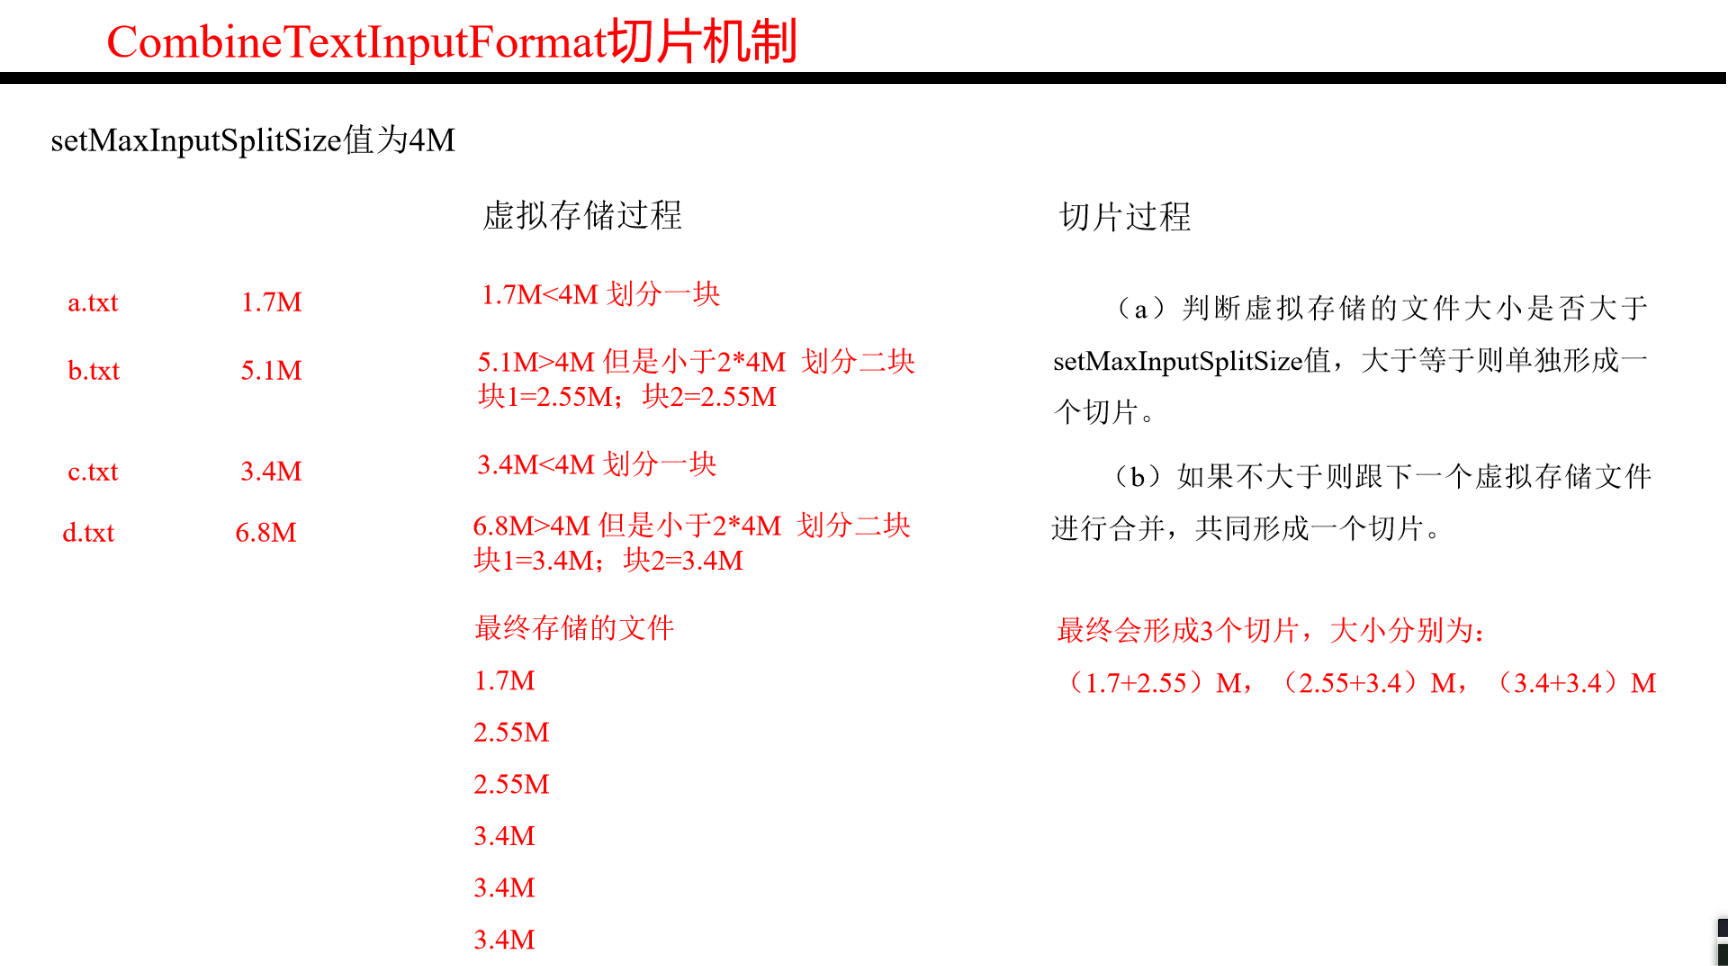 CombineTextInputFormat切片机制
setMaxInputSplitSize值为4M
虚拟存储过程
切片过程
a.txt 1.7M 1.7M<4M 划分一块
b.txt 5.1M 5.1M>4M 但是小于2*4M 划分二块
块1=2.55M；块2=2.55M
c.txt 3.4M 3.4M<4M 划分一块
d.txt 6.8M 6.8M>4M 但是小于2*4M 划分二块
块1=3.4M；块2=3.4M
最终存储的文件
1.7M
2.55M
2.55M
3.4M
3.4M
3.4M
（a）判断虚拟存储的文件大小是否大于
setMaxInputSplitSize值，大于等于则单独形成一
个切片。
（b）如果不大于则跟下一个虚拟存储文件
进行合并，共同形成一个切片。
最终会形成3个切片，大小分别为：
（1.7+2.55）M，（2.55+3.4）M，（3.4+3.4）M